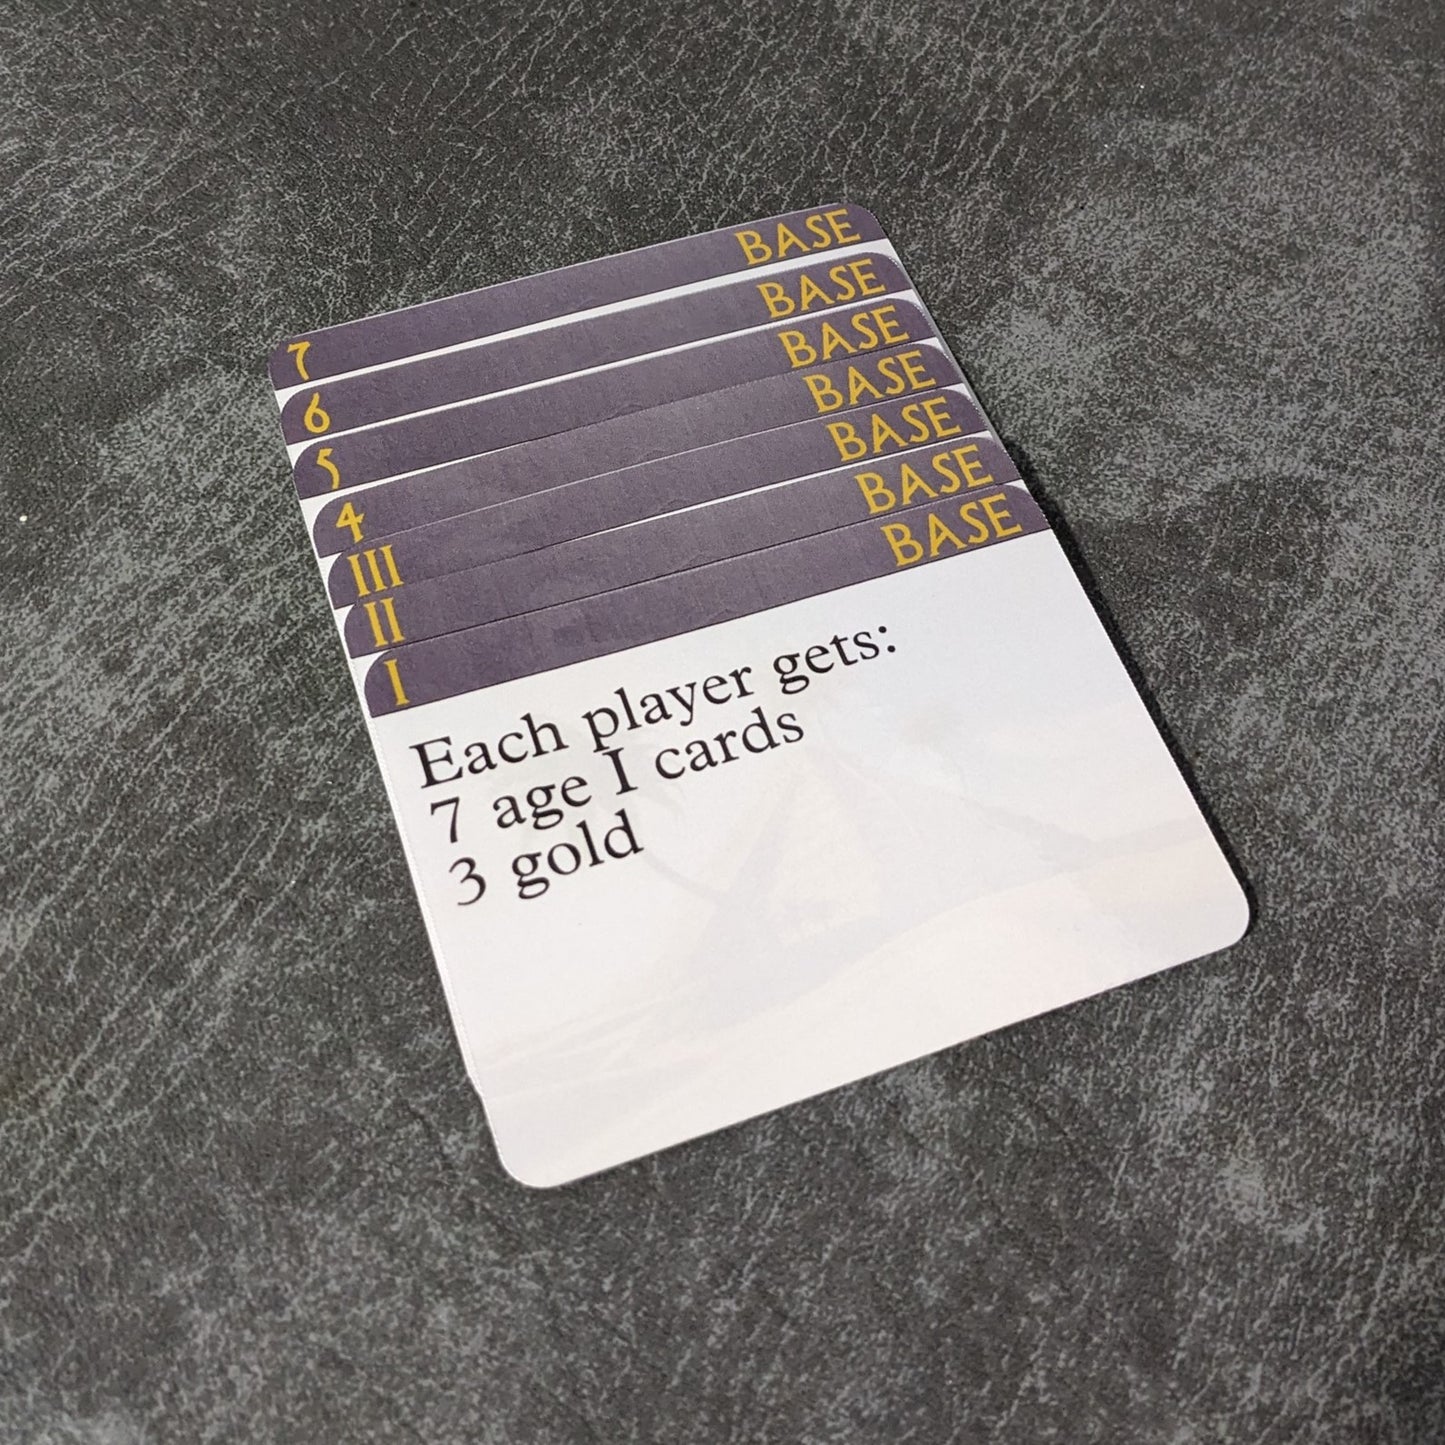 7 BASE
6 BASE
5 BASE
4 BASE
III BASE
II BASE
I BASE
Each player gets:
7 age I cards
3 gold